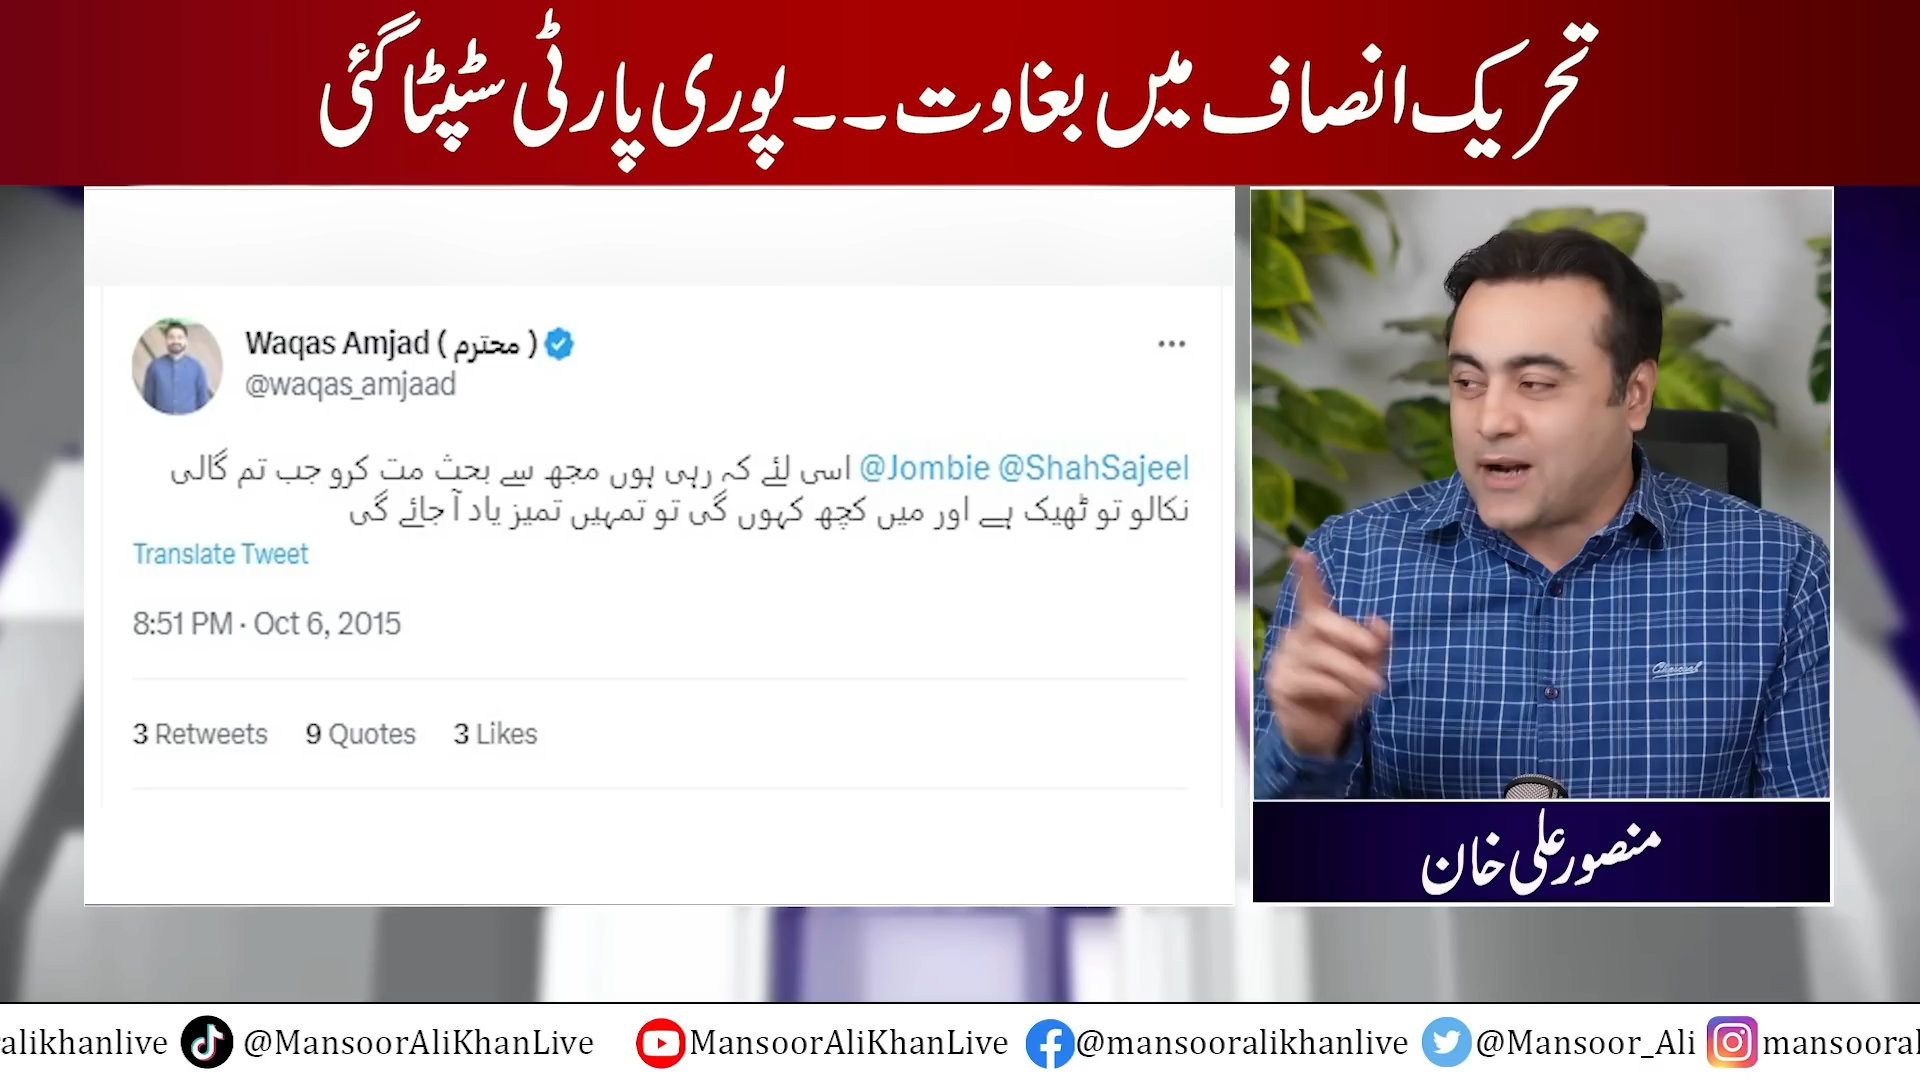 تحریک انصاف میں بغاوت۔۔پوری پارٹی سٹپٹا گئی
Waqas Amjad ( محترم )
@waqas_amjaad
@Jombie @ShahSajeel اسی لئے کہ رہی ہوں مجھ سے بحث مت کرو جب تم گالی
نکالو تو ٹھیک ہے اور میں کچھ کہوں گی تو تمہیں تمیز یاد آ جائے گی
Translate Tweet
8:51 PM · Oct 6, 2015
3 Retweets 9 Quotes 3 Likes
Charcoal
منصور علی خان
alikhanlive @MansoorAliKhanLive MansoorAliKhanLive @mansooralikhanlive @Mansoor_Ali mansooral